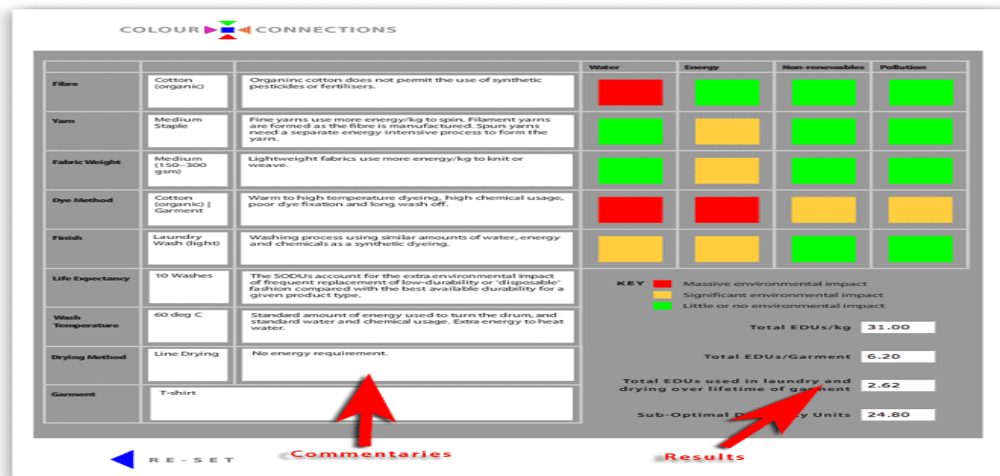 COLOUR CONNECTIONS
Water Energy Non-renewables Pollution
Fibre
Cotton
(organic)
Organinc cotton does not permit the use of synthetic
pesticides or fertilisers.
Yarn
Medium
Staple
Fine yarns use more energy/kg to spin. Filament yarns
are formed as the fibre is manufactured. Spun yarns
need a separate energy intensive process to form the
yarn.
Fabric Weight
Medium
(150-300
gsm)
Lightweight fabrics use more energy/kg to knit or
weave.
Dye Method
Cotton
(organic) |
Garment
Warm to high temperature dyeing, high chemical usage,
poor dye fixation and long wash off.
Finish
Laundry
Wash (light)
Washing process using similar amounts of water, energy
and chemicals as a synthetic dyeing.
Life Expectancy
10 Washes
The SODUs account for the extra environmental impact
of frequent replacement of low-durability or 'disposable'
fashion compared with the best available durability for a
given product type.
Wash
Temperature
60 deg C
Standard amount of energy used to turn the drum, and
standard water and chemical usage. Extra energy to heat
water.
Drying Method
Line Drying
No energy requirement.
Garment
T-shirt
KEY
Massive environmental impact
Significant environmental impact
Little or no environmental impact
Total EDUs/kg 31.00
Total EDUs/Garment 6.20
Total EDUs used in laundry and
drying over lifetime of garment 2.62
Sub-Optimal Units 24.80
RE-SET
Commentaries
Results